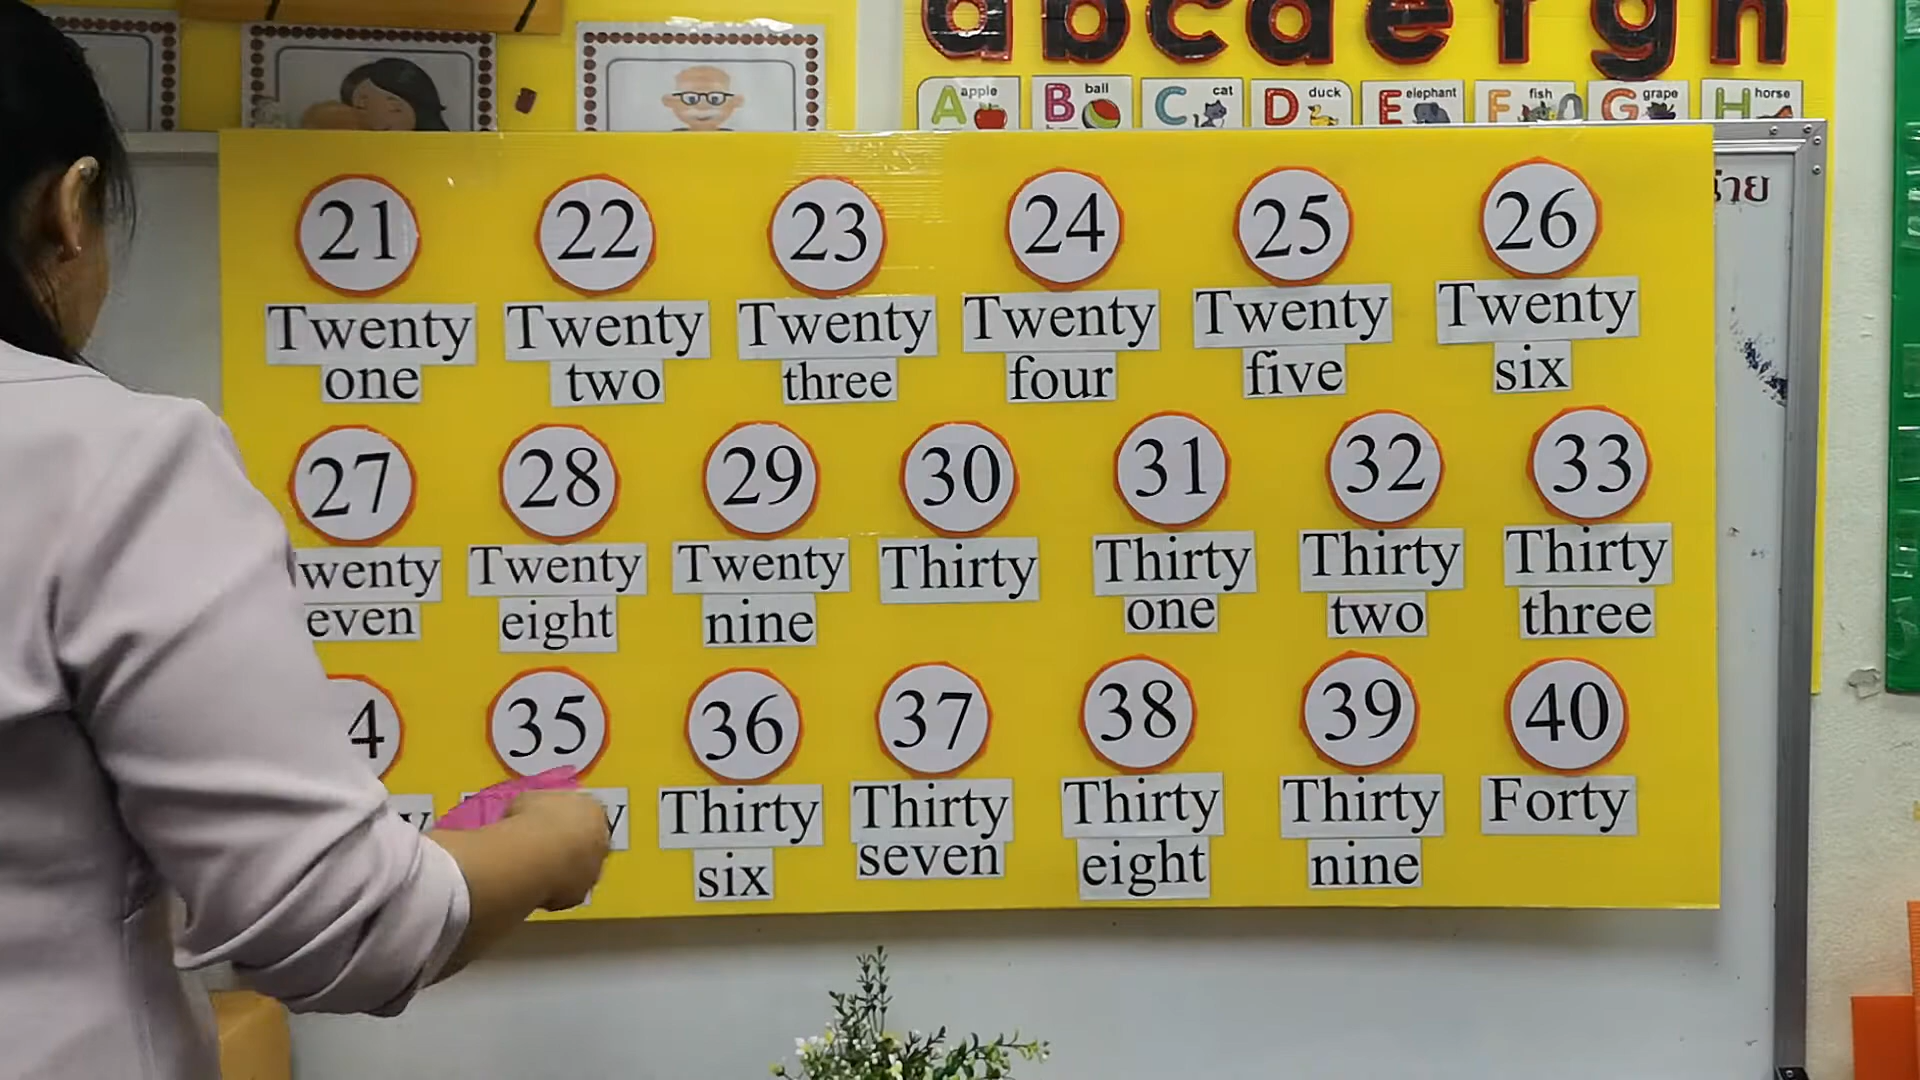 a b c d e f g h
A apple B ball C cat D duck E elephant F fish G grape H horse
21 22 23 24 25 26
Twenty Twenty Twenty Twenty Twenty Twenty
one two three four five six
27 28 29 30 31 32 33
wenty Twenty Twenty Thirty Thirty Thirty Thirty
even eight nine one two three
4 35 36 37 38 39 40
y y Thirty Thirty Thirty Thirty Forty
six seven eight nine